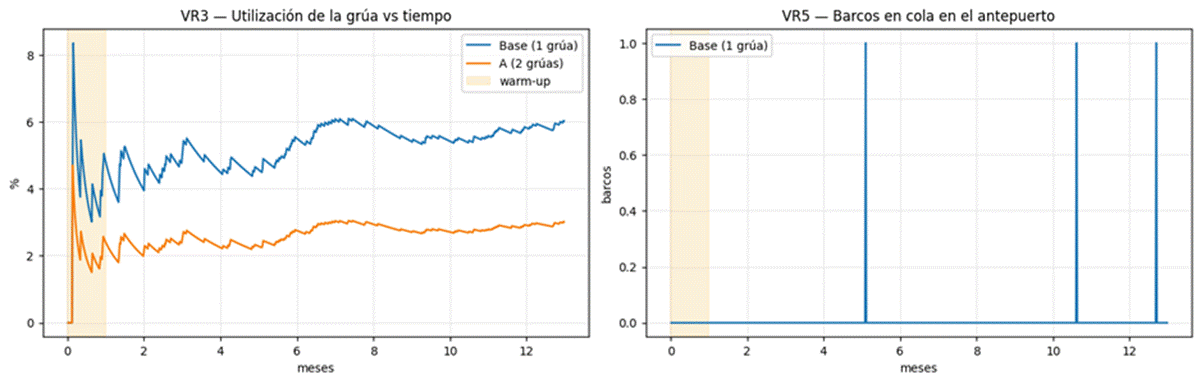 VR3 — Utilización de la grúa vs tiempo
8
6
4
2
0
%
Base (1 grúa)
A (2 grúas)
warm-up
0 2 4 6 8 10 12
meses
VR5 — Barcos en cola en el antepuerto
1.0
0.8
0.6
0.4
0.2
0.0
barcos
Base (1 grúa)
0 2 4 6 8 10 12
meses